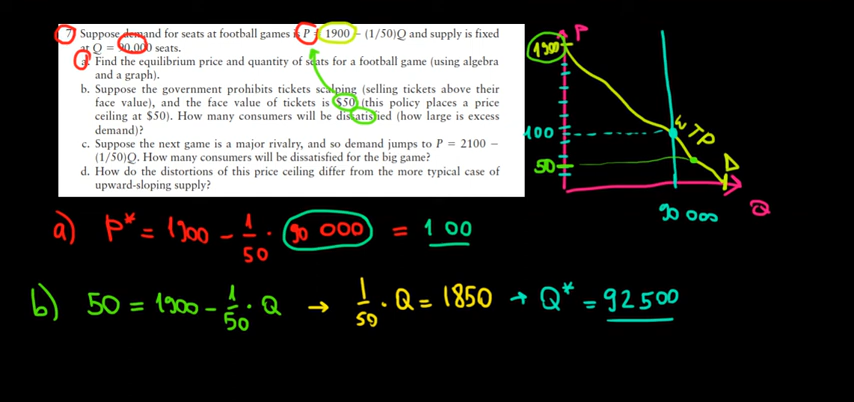 7. Suppose demand for seats at football games is P = 1900 − (1/50)Q and supply is fixed
at Q = 90,000 seats.
a. Find the equilibrium price and quantity of seats for a football game (using algebra
and a graph).
b. Suppose the government prohibits tickets scalping (selling tickets above their
face value), and the face value of tickets is $50 (this policy places a price
ceiling at $50). How many consumers will be dissatisfied (how large is excess
demand)?
c. Suppose the next game is a major rivalry, and so demand jumps to P = 2100 −
(1/50)Q. How many consumers will be dissatisfied for the big game?
d. How do the distortions of this price ceiling differ from the more typical case of
upward-sloping supply?
P
1900
100
WTP
50
D
90 000
Q
a) P* = 1900 − 1/50 · 90 000 = 100
b) 50 = 1900 − 1/50 · Q → 1/50 · Q = 1850 → Q* = 92500